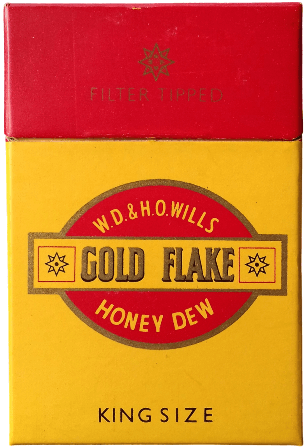 FILTER TIPPED
W.D.&H.O.WILLS
GOLD FLAKE
HONEY DEW
KING SIZE